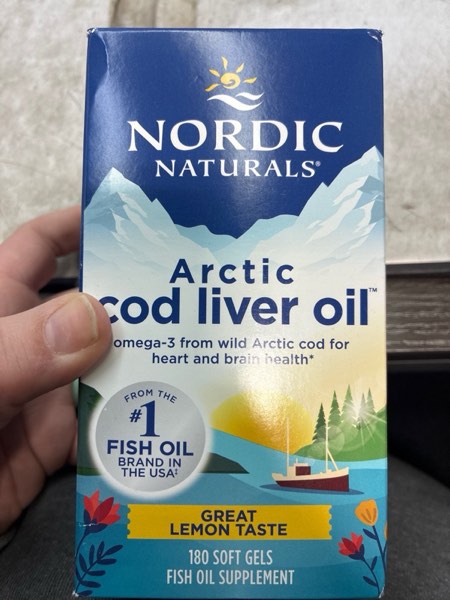 NORDIC
NATURALS®
Arctic
cod liver oil™
omega-3 from wild Arctic cod for
heart and brain health*
FROM THE
#1
FISH OIL
BRAND IN
THE USA‡
GREAT
LEMON TASTE
180 SOFT GELS
FISH OIL SUPPLEMENT